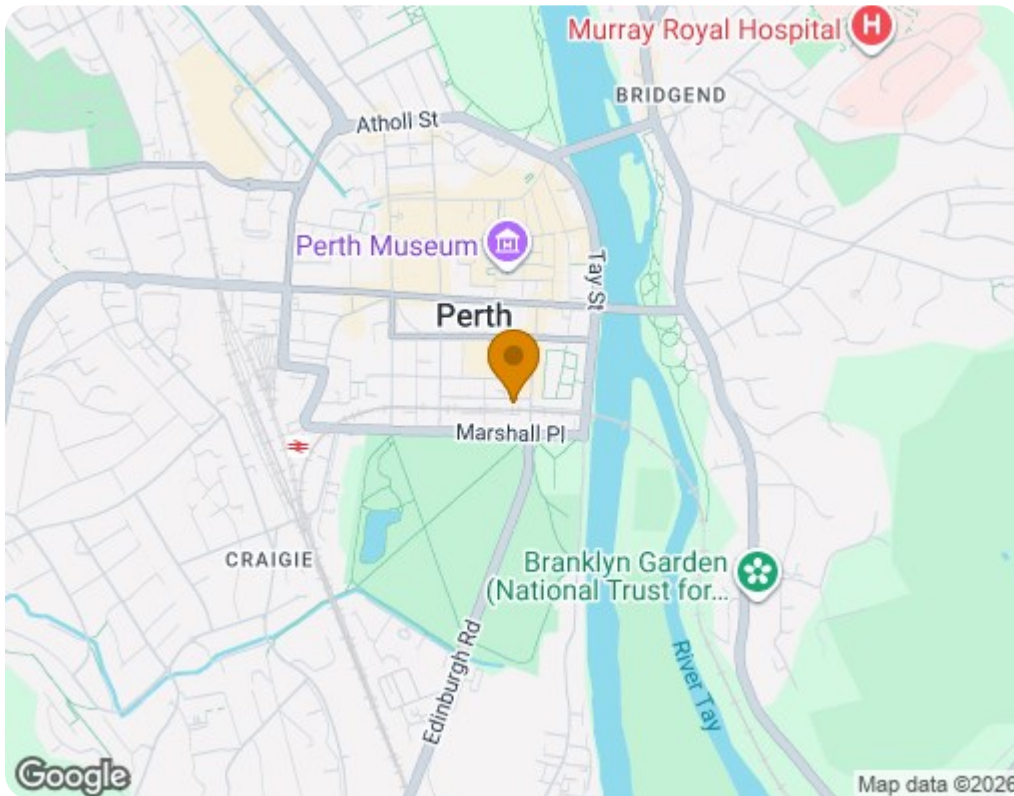 Murray Royal Hospital
H
BRIDGEND
Atholl St
Perth Museum
Tay St
Perth
Marshall Pl
CRAIGIE
Branklyn Garden
(National Trust for...
Edinburgh Rd
River Tay
Google
Map data ©2026